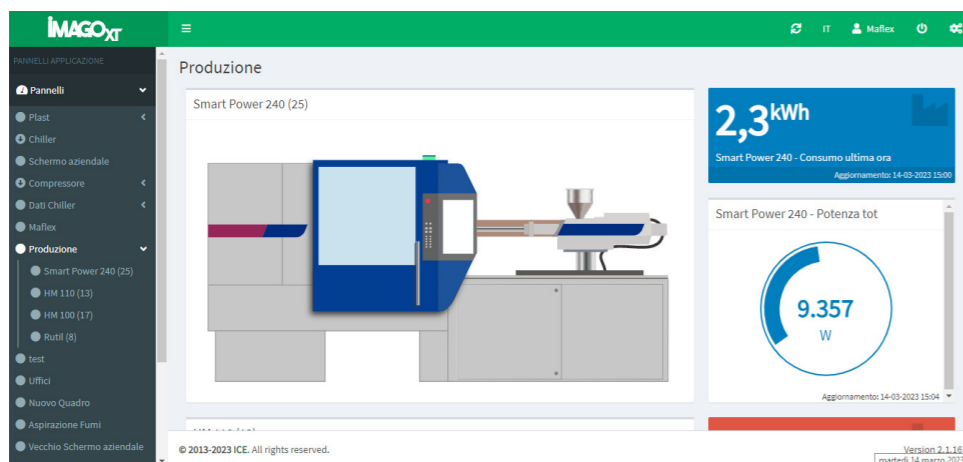 iMAGOXT
IT
Maflex
PANNELLI APPLICAZIONE
Pannelli
Plast
Chiller
Schermo aziendale
Compressore
Dati Chiller
Maflex
Produzione
Smart Power 240 (25)
HM 110 (13)
HM 100 (17)
Rutil (8)
test
Uffici
Nuovo Quadro
Aspirazione Fumi
Vecchio Schermo aziendale
Produzione
Smart Power 240 (25)
2,3kWh
Smart Power 240 - Consumo ultima ora
Aggiornamento: 14-03-2023 15:00
Smart Power 240 - Potenza tot
9.357
W
Aggiornamento: 14-03-2023 15:04
© 2013-2023 ICE. All rights reserved.
Version 2.1.16
martedì 14 marzo 2023